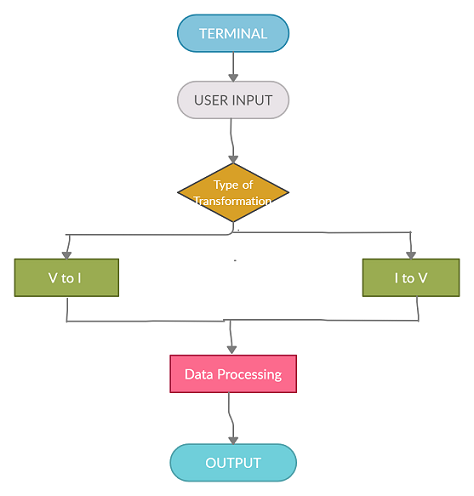 TERMINAL
USER INPUT
Type of
Transformation
V to I
I to V
Data Processing
OUTPUT